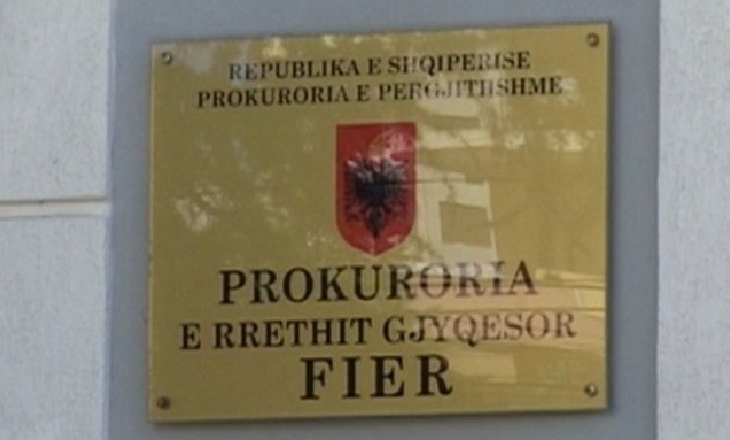 REPUBLIKA E SHQIPERISE
PROKURORIA E PERGJITHSHME
PROKURORIA
E RRETHIT GJYQESOR
FIER